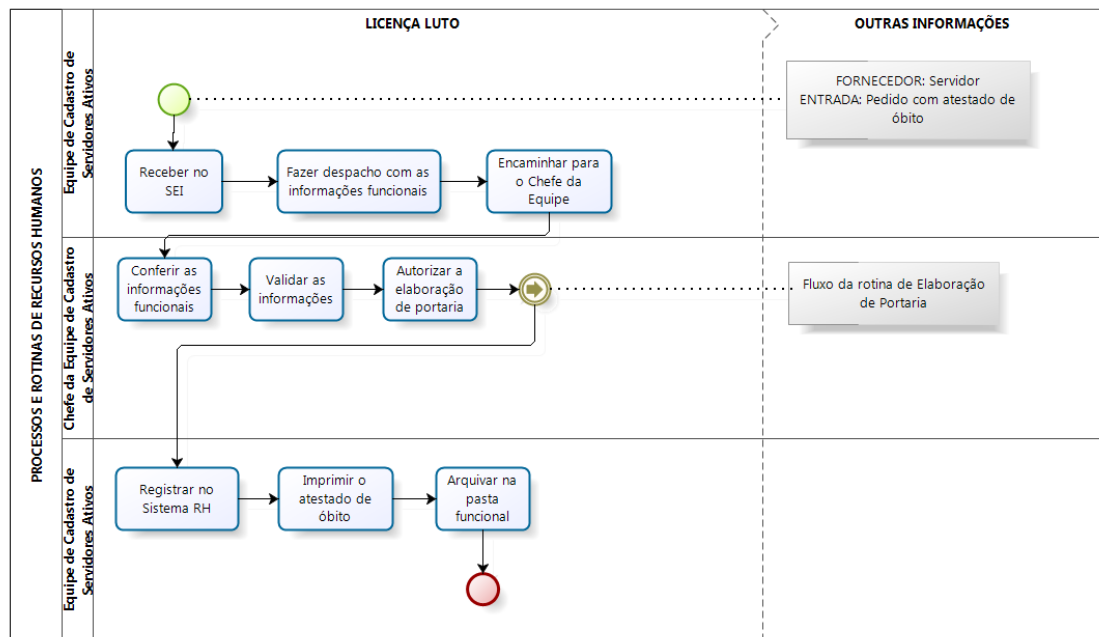 PROCESSOS E ROTINAS DE RECURSOS HUMANOS
LICENÇA LUTO
OUTRAS INFORMAÇÕES
Equipe de Cadastro de
Servidores Ativos
FORNECEDOR: Servidor
ENTRADA: Pedido com atestado de
óbito
Receber no
SEI
Fazer despacho com as
informações funcionais
Encaminhar para
o Chefe da
Equipe
Chefe da Equipe de Cadastro
de Servidores Ativos
Conferir as
informações
funcionais
Validar as
informações
Autorizar a
elaboração
de portaria
Fluxo da rotina de Elaboração
de Portaria
Equipe de Cadastro de
Servidores Ativos
Registrar no
Sistema RH
Imprimir o
atestado de
óbito
Arquivar na
pasta
funcional